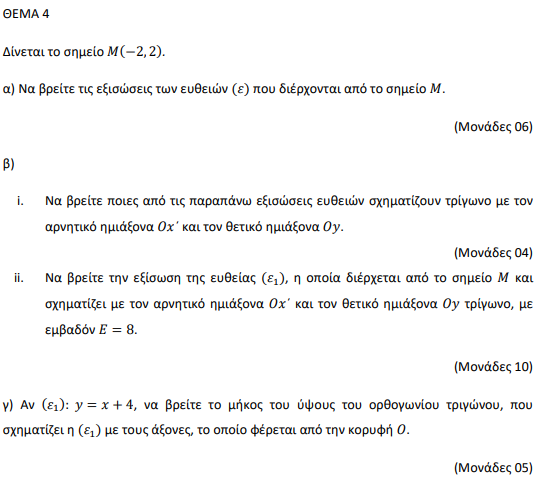 ΘΕΜΑ 4
Δίνεται το σημείο M(−2, 2).
α) Να βρείτε τις εξισώσεις των ευθειών (ε) που διέρχονται από το σημείο M.
(Μονάδες 06)
β)
i. Να βρείτε ποιες από τις παραπάνω εξισώσεις ευθειών σχηματίζουν τρίγωνο με τον
αρνητικό ημιάξονα Ox΄ και τον θετικό ημιάξονα Oy.
(Μονάδες 04)
ii. Να βρείτε την εξίσωση της ευθείας (ε₁), η οποία διέρχεται από το σημείο M και
σχηματίζει με τον αρνητικό ημιάξονα Ox΄ και τον θετικό ημιάξονα Oy τρίγωνο, με
εμβαδόν E = 8.
(Μονάδες 10)
γ) Αν (ε₁): y = x + 4, να βρείτε το μήκος του ύψους του ορθογωνίου τριγώνου, που
σχηματίζει η (ε₁) με τους άξονες, το οποίο φέρεται από την κορυφή O.
(Μονάδες 05)